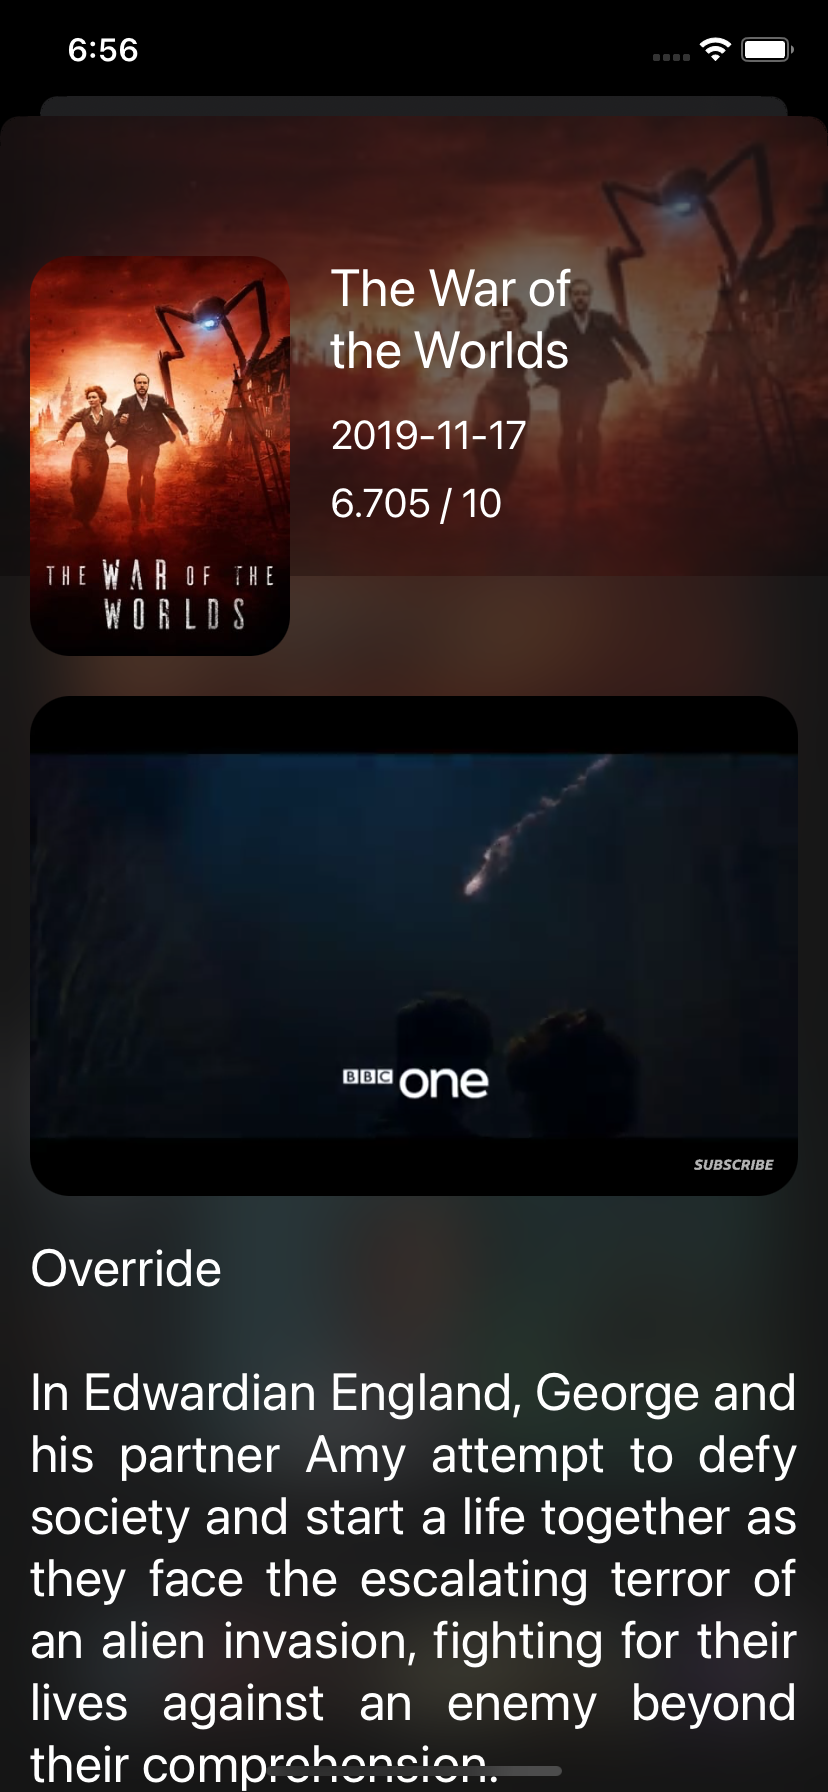 6:56
The War of
the Worlds
2019-11-17
6.705 / 10
THE WAR OF THE
WORLDS
BBC one
SUBSCRIBE
Override
In Edwardian England, George and
his partner Amy attempt to defy
society and start a life together as
they face the escalating terror of
an alien invasion, fighting for their
lives against an enemy beyond
their comprehension.